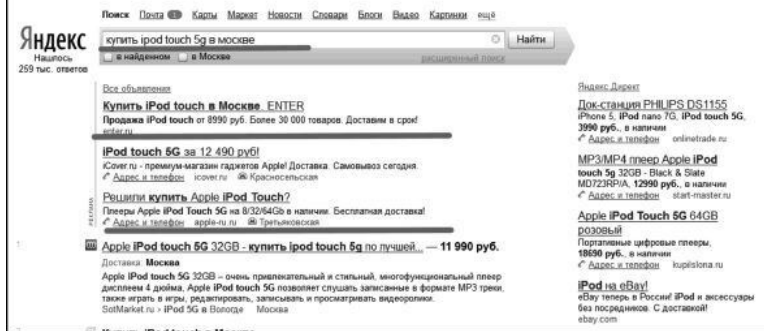 Поиск Почта 1 Карты Маркет Новости Словари Блоги Видео Картинки ещё
Яндекс
купить ipod touch 5g в москве
Найти
Нашлось
259 тыс. ответов
в найденном в Москве
расширенный поиск
Все объявления
Купить iPod touch в Москве. ENTER
Продажа iPod touch от 8990 руб. Более 30 000 товаров. Доставим в срок!
enter.ru
iPod touch 5G за 12 490 руб!
iCover.ru - премиум-магазин гаджетов Apple! Доставка. Самовывоз сегодня.
Адрес и телефон icover.ru Красносельская
Решили купить Apple iPod Touch?
Плееры Apple iPod Touch 5G на 8/32/64Gb в наличии. Бесплатная доставка!
Адрес и телефон apple-ru.ru Третьяковская
РЕКЛАМА
Apple iPod touch 5G 32GB - купить ipod touch 5g по лучшей... — 11 990 руб.
Доставка: Москва
Apple iPod touch 5G 32GB – очень привлекательный и стильный, многофункциональный плеер
дисплеем 4 дюйма, Apple iPod touch 5G позволяет слушать записанные в формате MP3 треки,
также играть в игры, редактировать, записывать и просматривать видеоролики.
SotMarket.ru › iPod 5G в Вологде Москва
Яндекс Директ
Док-станция PHILIPS DS1155
iPhone 5, iPod nano 7G, iPod touch 5G,
3990 руб., в наличии
Адрес и телефон onlinetrade.ru
MP3/MP4 плеер Apple iPod
touch 5g 32GB - Black & Slate
MD723RP/A, 12990 руб., в наличии
Адрес и телефон start-master.ru
Apple iPod Touch 5G 64GB
розовый
Портативные цифровые плееры,
18690 руб., в наличии
Адрес и телефон kupislona.ru
iPod на eBay!
eBay теперь в России! iPod и аксессуары
без посредников. С доставкой!
ebay.com